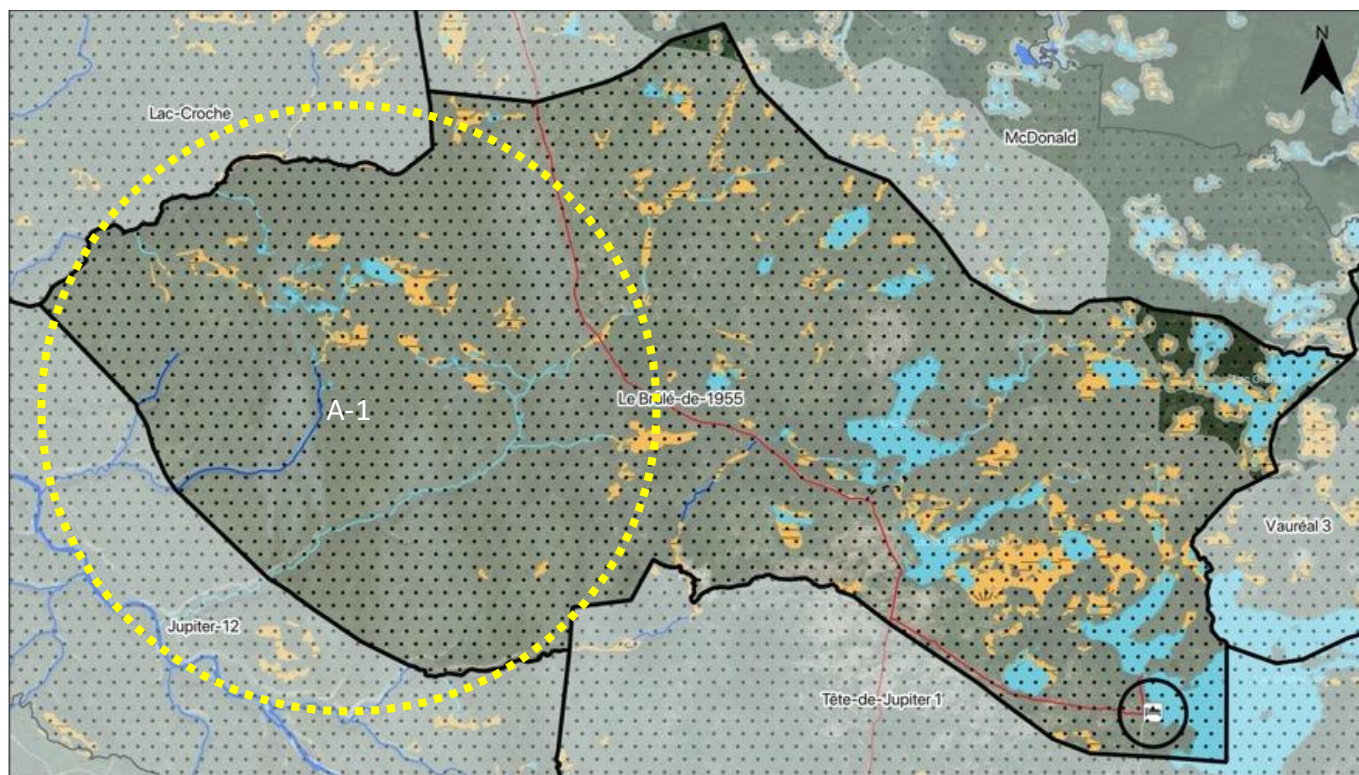 N
Lac-Croche
McDonald
Le Brûlé-de-1955
A-1
Vauréal 3
Jupiter-12
Tête-de-Jupiter 1